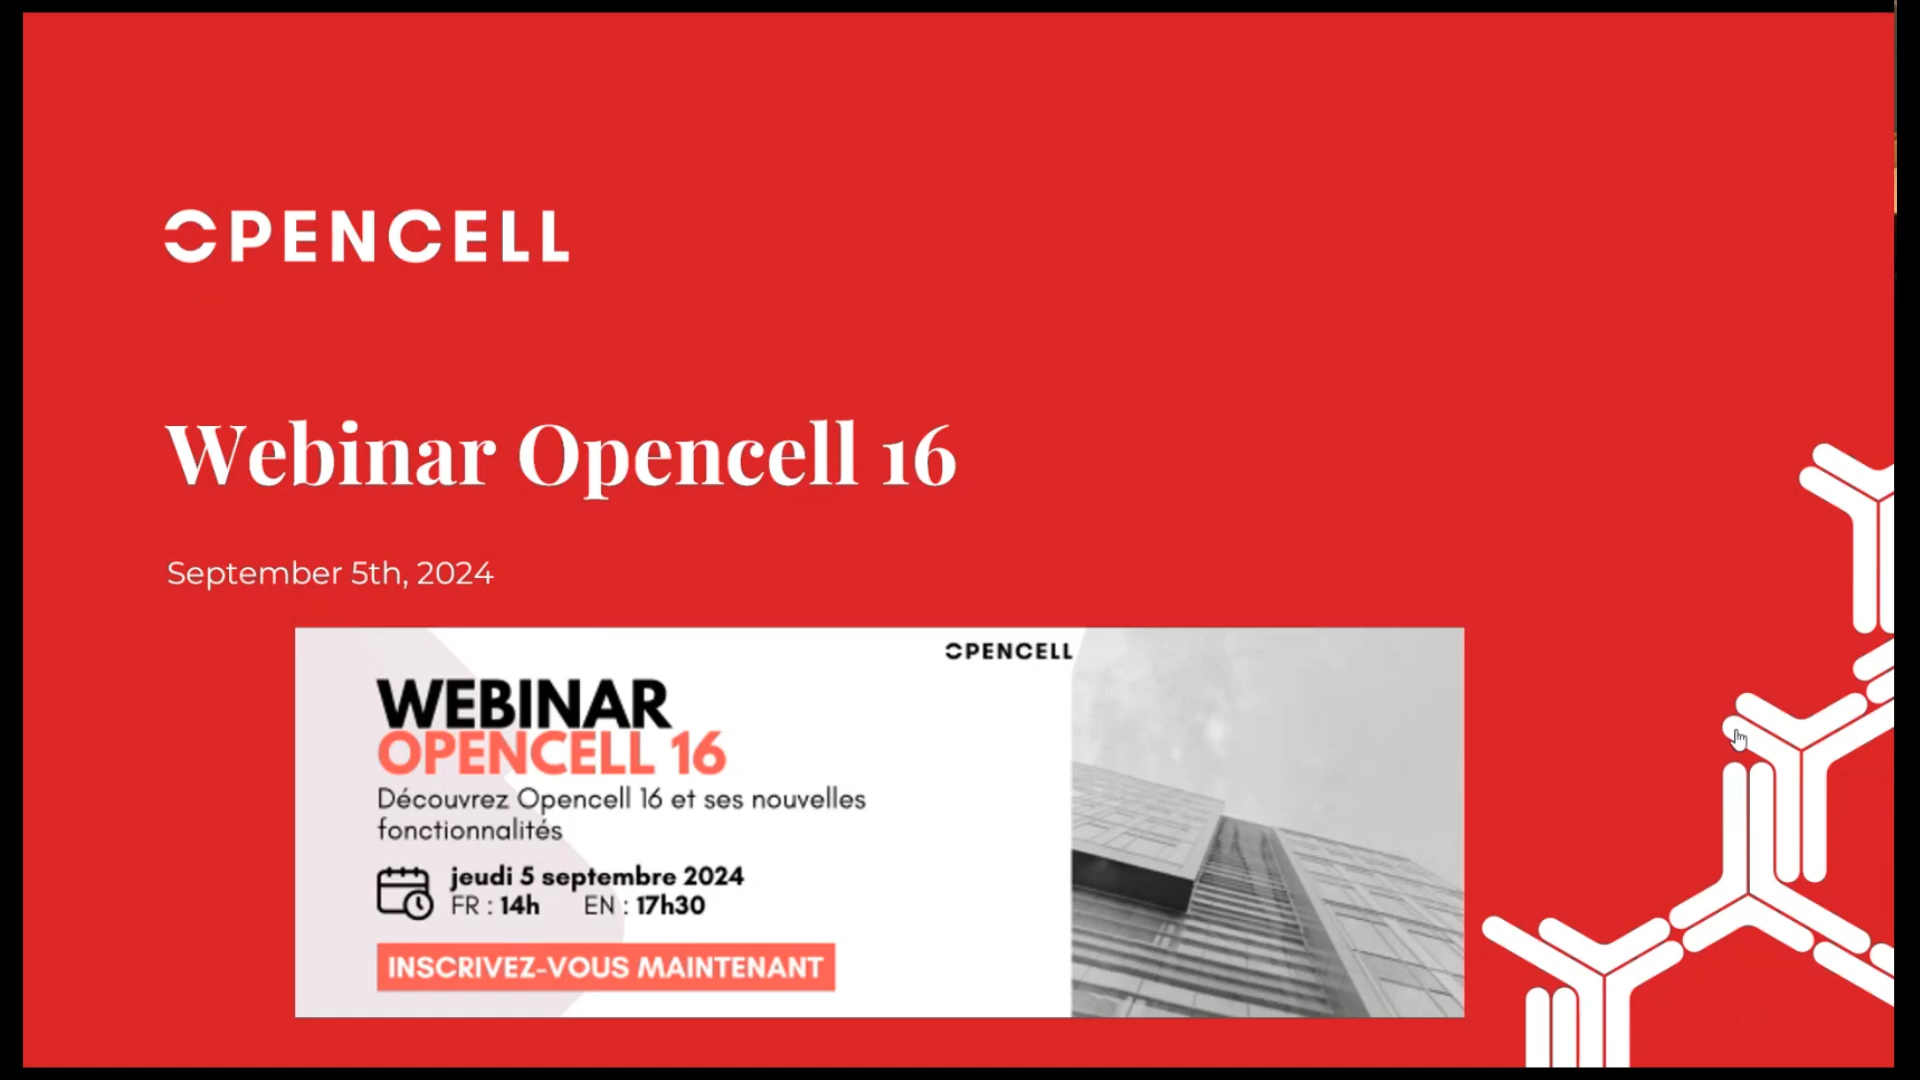 OPENCELL
Webinar Opencell 16
September 5th, 2024
OPENCELL
WEBINAR
OPENCELL 16
Découvrez Opencell 16 et ses nouvelles
fonctionnalités
jeudi 5 septembre 2024
FR : 14h EN : 17h30
INSCRIVEZ-VOUS MAINTENANT